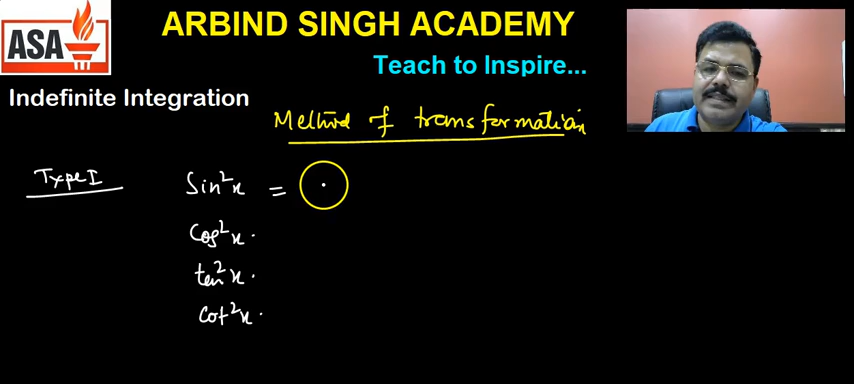 ASA
ARBIND SINGH ACADEMY
Teach to Inspire...
Indefinite Integration
Method of transformation
Type I
Sin²x =
Cos²x.
tan²x.
Cot²x.